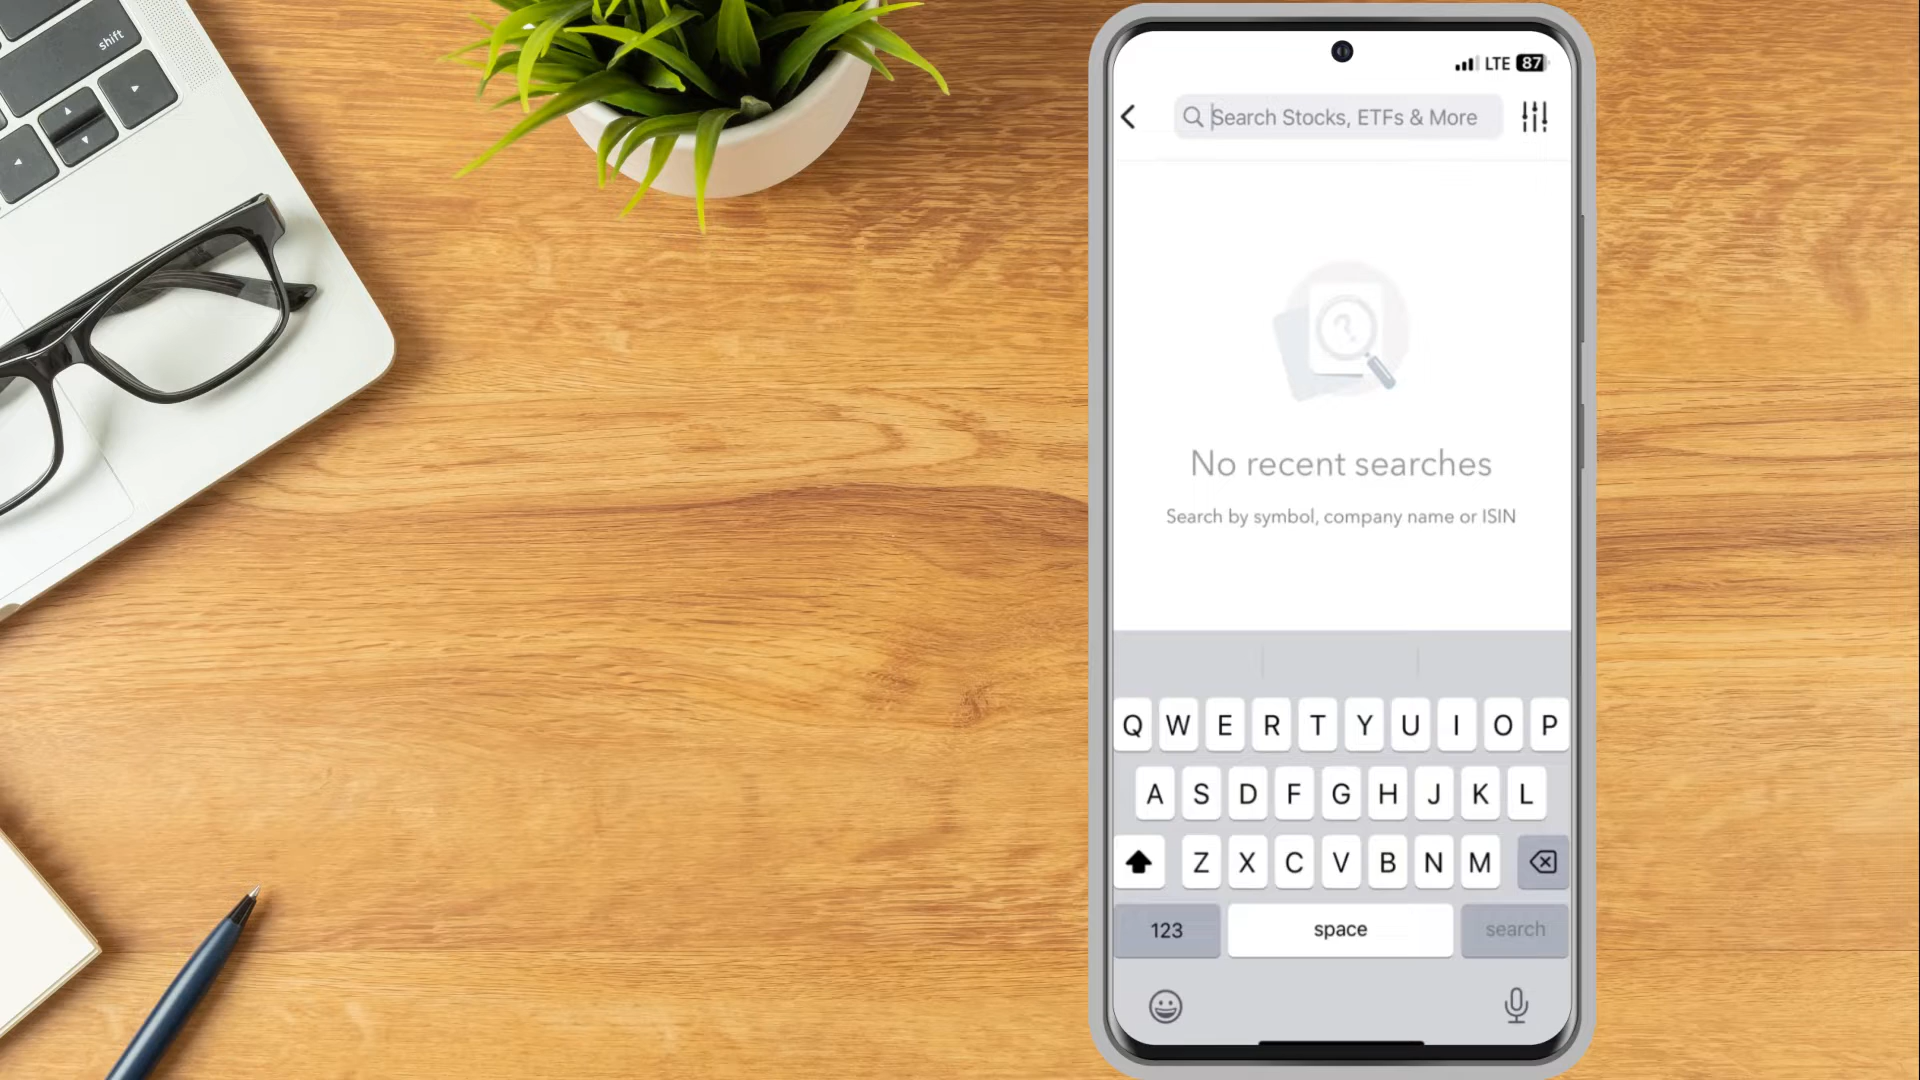 shift
LTE 87
Search Stocks, ETFs & More
?
No recent searches
Search by symbol, company name or ISIN
Q W E R T Y U I O P
A S D F G H J K L
Z X C V B N M
123 space search